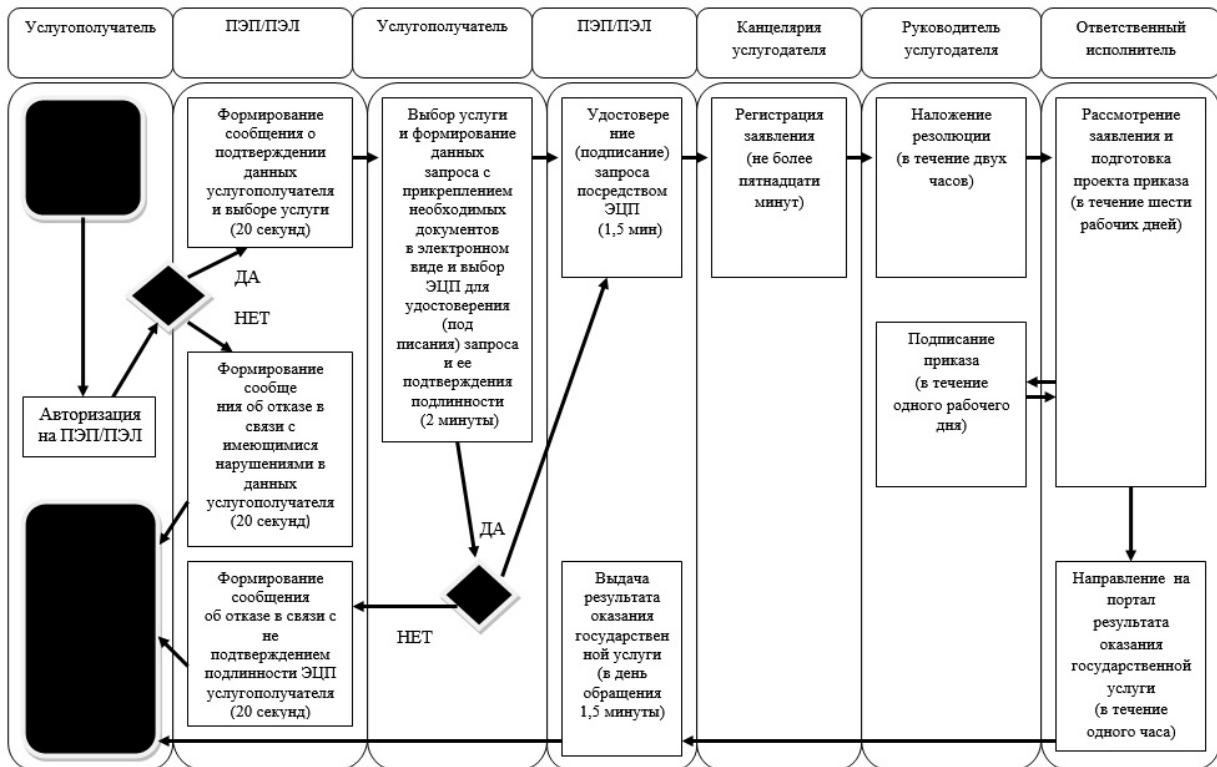 Услугополучатель
ПЭП/ПЭЛ
Услугополучатель
ПЭП/ПЭЛ
Канцелярия
услугодателя
Руководитель
услугодателя
Ответственный
исполнитель
Авторизация
на ПЭП/ПЭЛ
Формирование
сообщения о
подтверждении
данных
услугополучателя
и выборе услуги
(20 секунд)
ДА
НЕТ
Формирование
сообще
ния об отказе в
связи с
имеющимися
нарушениями в
данных
услугополучателя
(20 секунд)
Формирование
сообщения
об отказе в связи с
не
подтверждением
подлинности ЭЦП
услугополучателя
(20 секунд)
Выбор услуги
и формирование
данных
запроса с
прикреплением
необходимых
документов
в электронном
виде и выбор
ЭЦП для
удостоверения
(под
писания) запроса
и ее
подтверждения
подлинности
(2 минуты)
ДА
НЕТ
Удостовере
ние
(подписание)
запроса
посредством
ЭЦП
(1,5 мин)
Выдача
результата
оказания
государствен
ной услуги
(в день
обращения
1,5 минуты)
Регистрация
заявления
(не более
пятнадцати
минут)
Наложение
резолюции
(в течение двух
часов)
Подписание
приказа
(в течение
одного рабочего
дня)
Рассмотрение
заявления и
подготовка
проекта приказа
(в течение шести
рабочих дней)
Направление на
портал
результата
оказания
государственной
услуги
(в течение
одного часа)